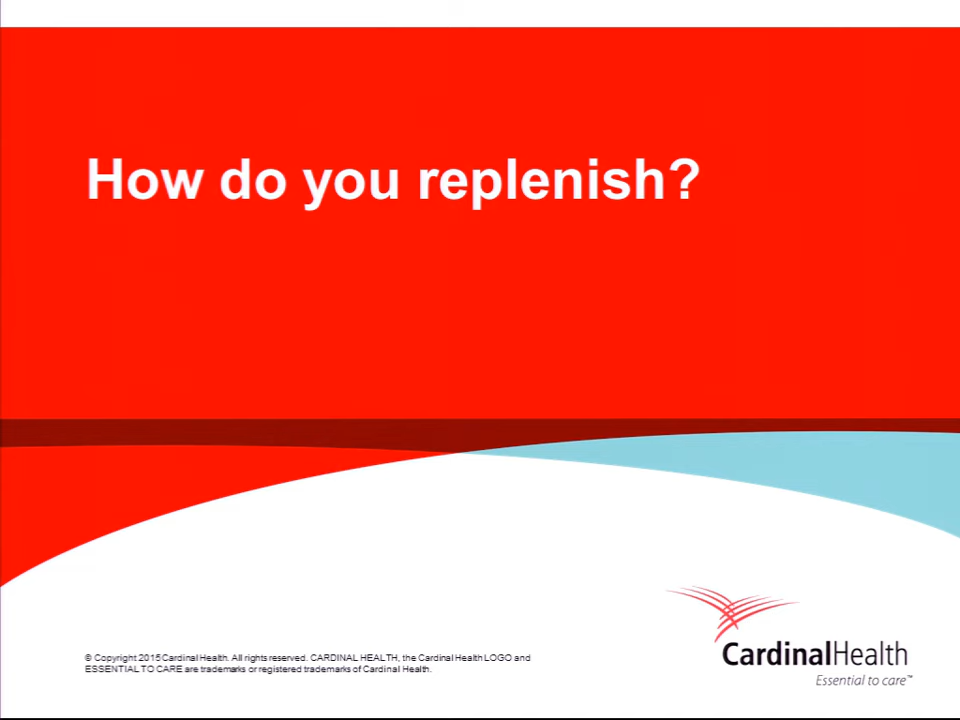 How do you replenish?
© Copyright 2015 Cardinal Health. All rights reserved. CARDINAL HEALTH, the Cardinal Health LOGO and
ESSENTIAL TO CARE are trademarks or registered trademarks of Cardinal Health.
CardinalHealth
Essential to care™